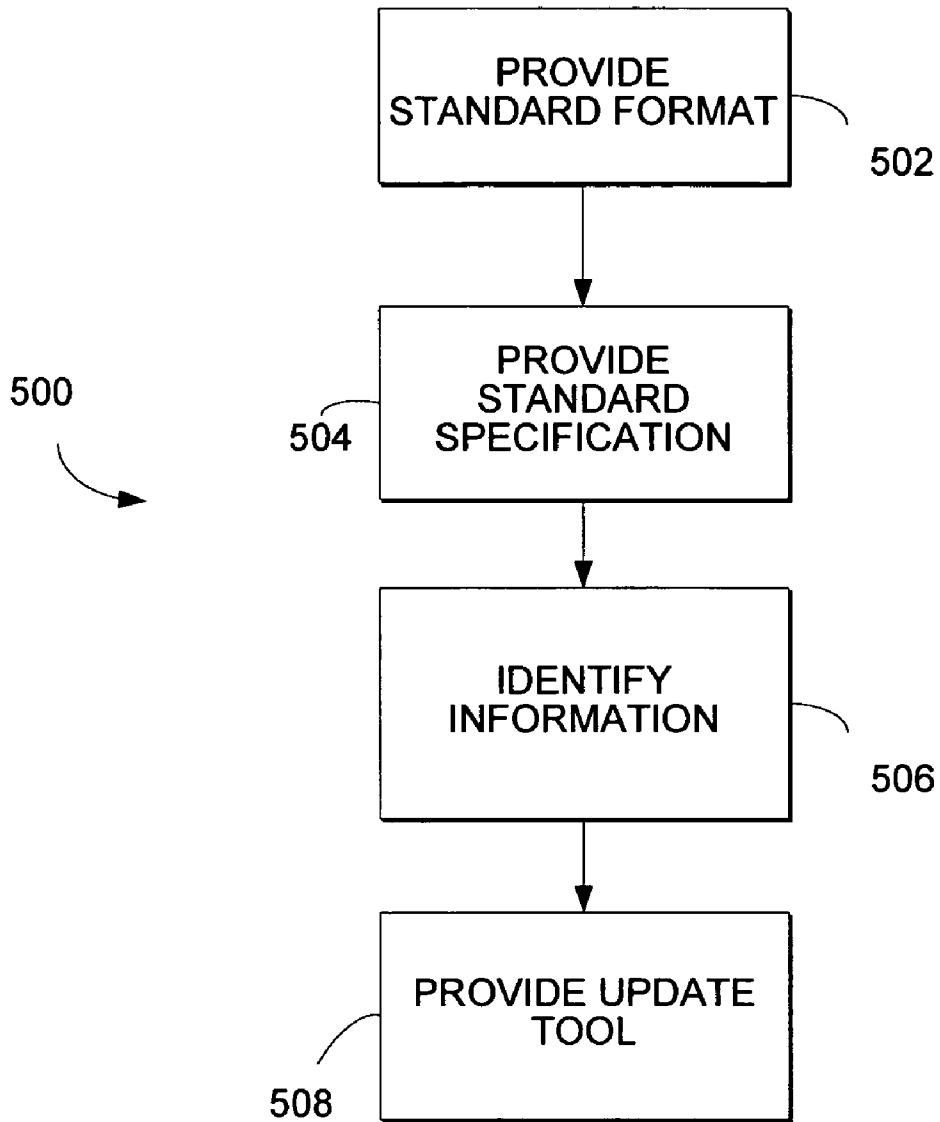 PROVIDE
STANDARD FORMAT
502
PROVIDE
STANDARD
SPECIFICATION
500
504
IDENTIFY
INFORMATION
506
PROVIDE UPDATE
TOOL
508